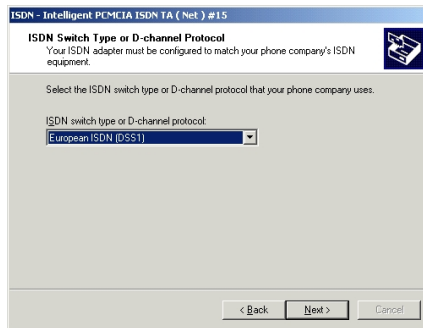 ISDN - Intelligent PCMCIA ISDN TA ( Net ) #15
ISDN Switch Type or D-channel Protocol
Your ISDN adapter must be configured to match your phone company's ISDN
equipment.
Select the ISDN switch type or D-channel protocol that your phone company uses.
ISDN switch type or D-channel protocol:
European ISDN (DSS1)
< Back
Next >
Cancel